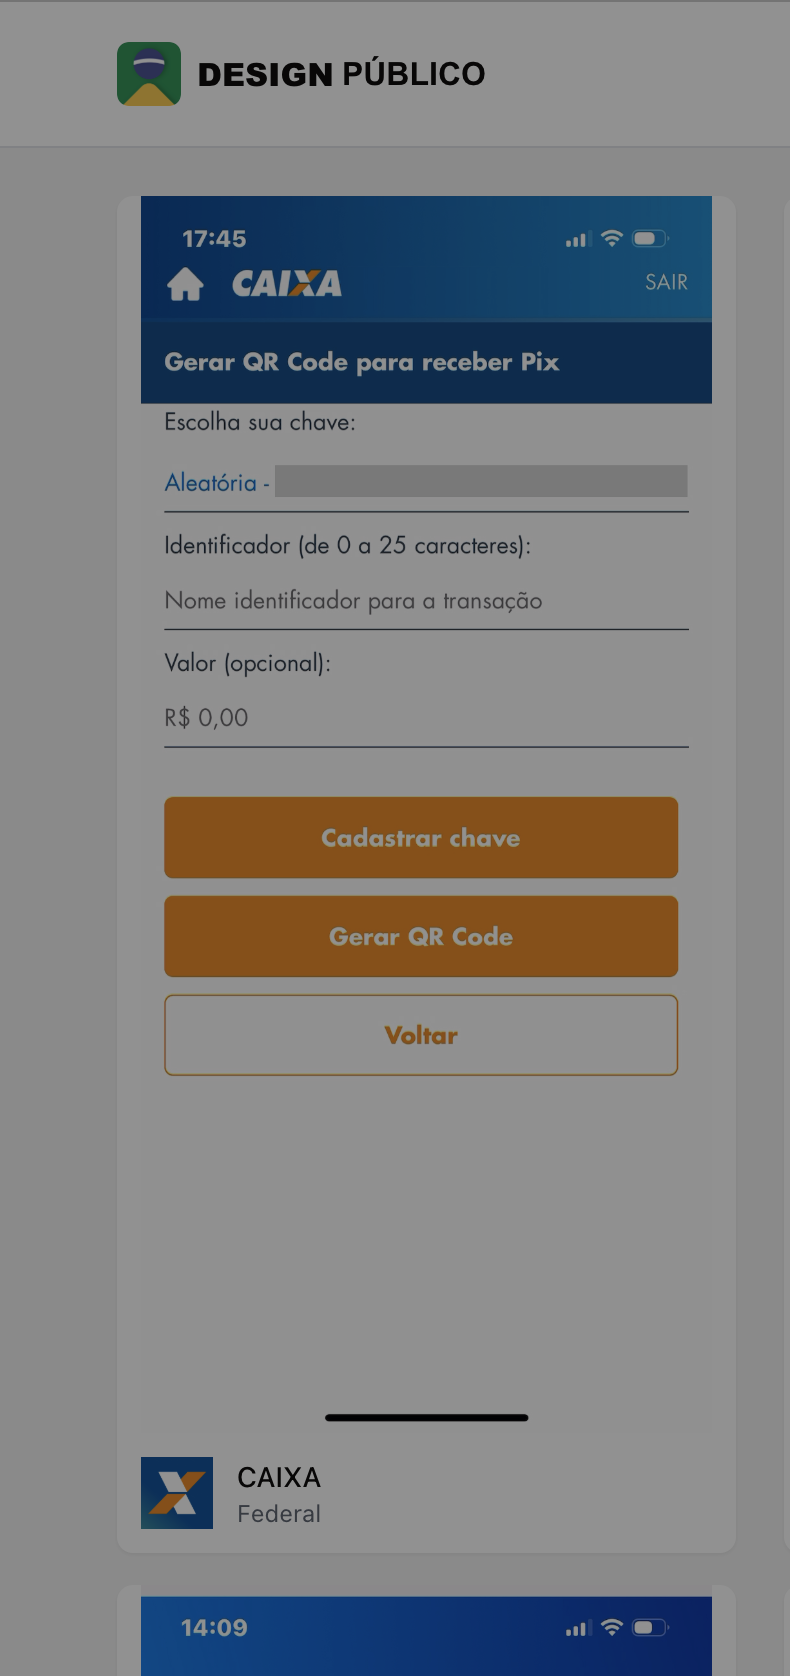 DESIGN PÚBLICO
17:45
CAIXA
SAIR
Gerar QR Code para receber Pix
Escolha sua chave:
Aleatória -
Identificador (de 0 a 25 caracteres):
Nome identificador para a transação
Valor (opcional):
R$ 0,00
Cadastrar chave
Gerar QR Code
Voltar
CAIXA
Federal
14:09